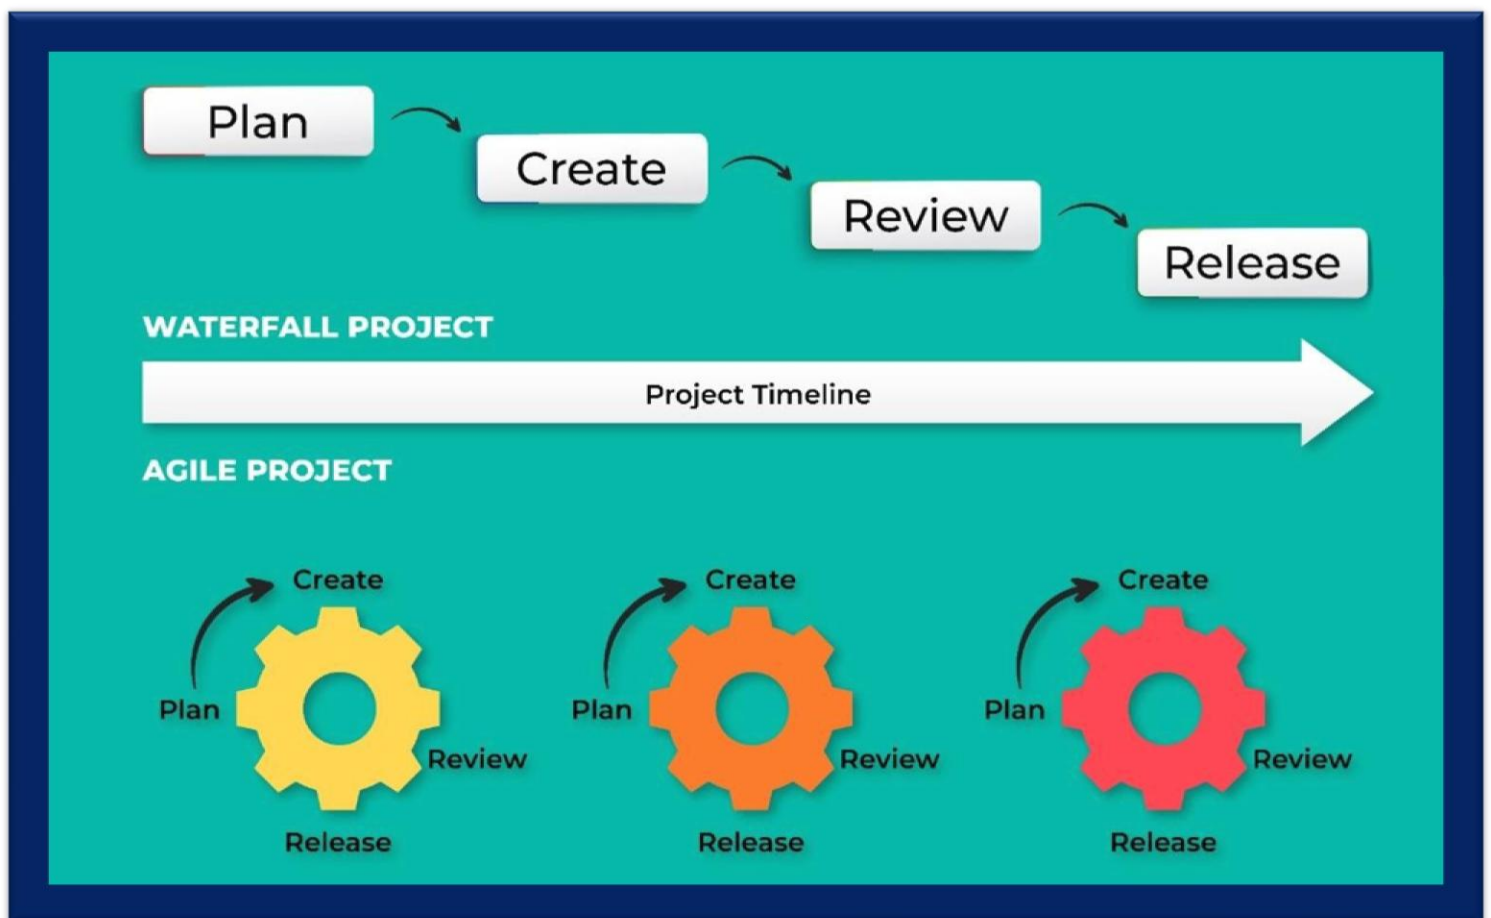 Plan
Create
Review
Release
WATERFALL PROJECT
Project Timeline
AGILE PROJECT
Create
Plan
Review
Release
Create
Plan
Review
Release
Create
Plan
Review
Release